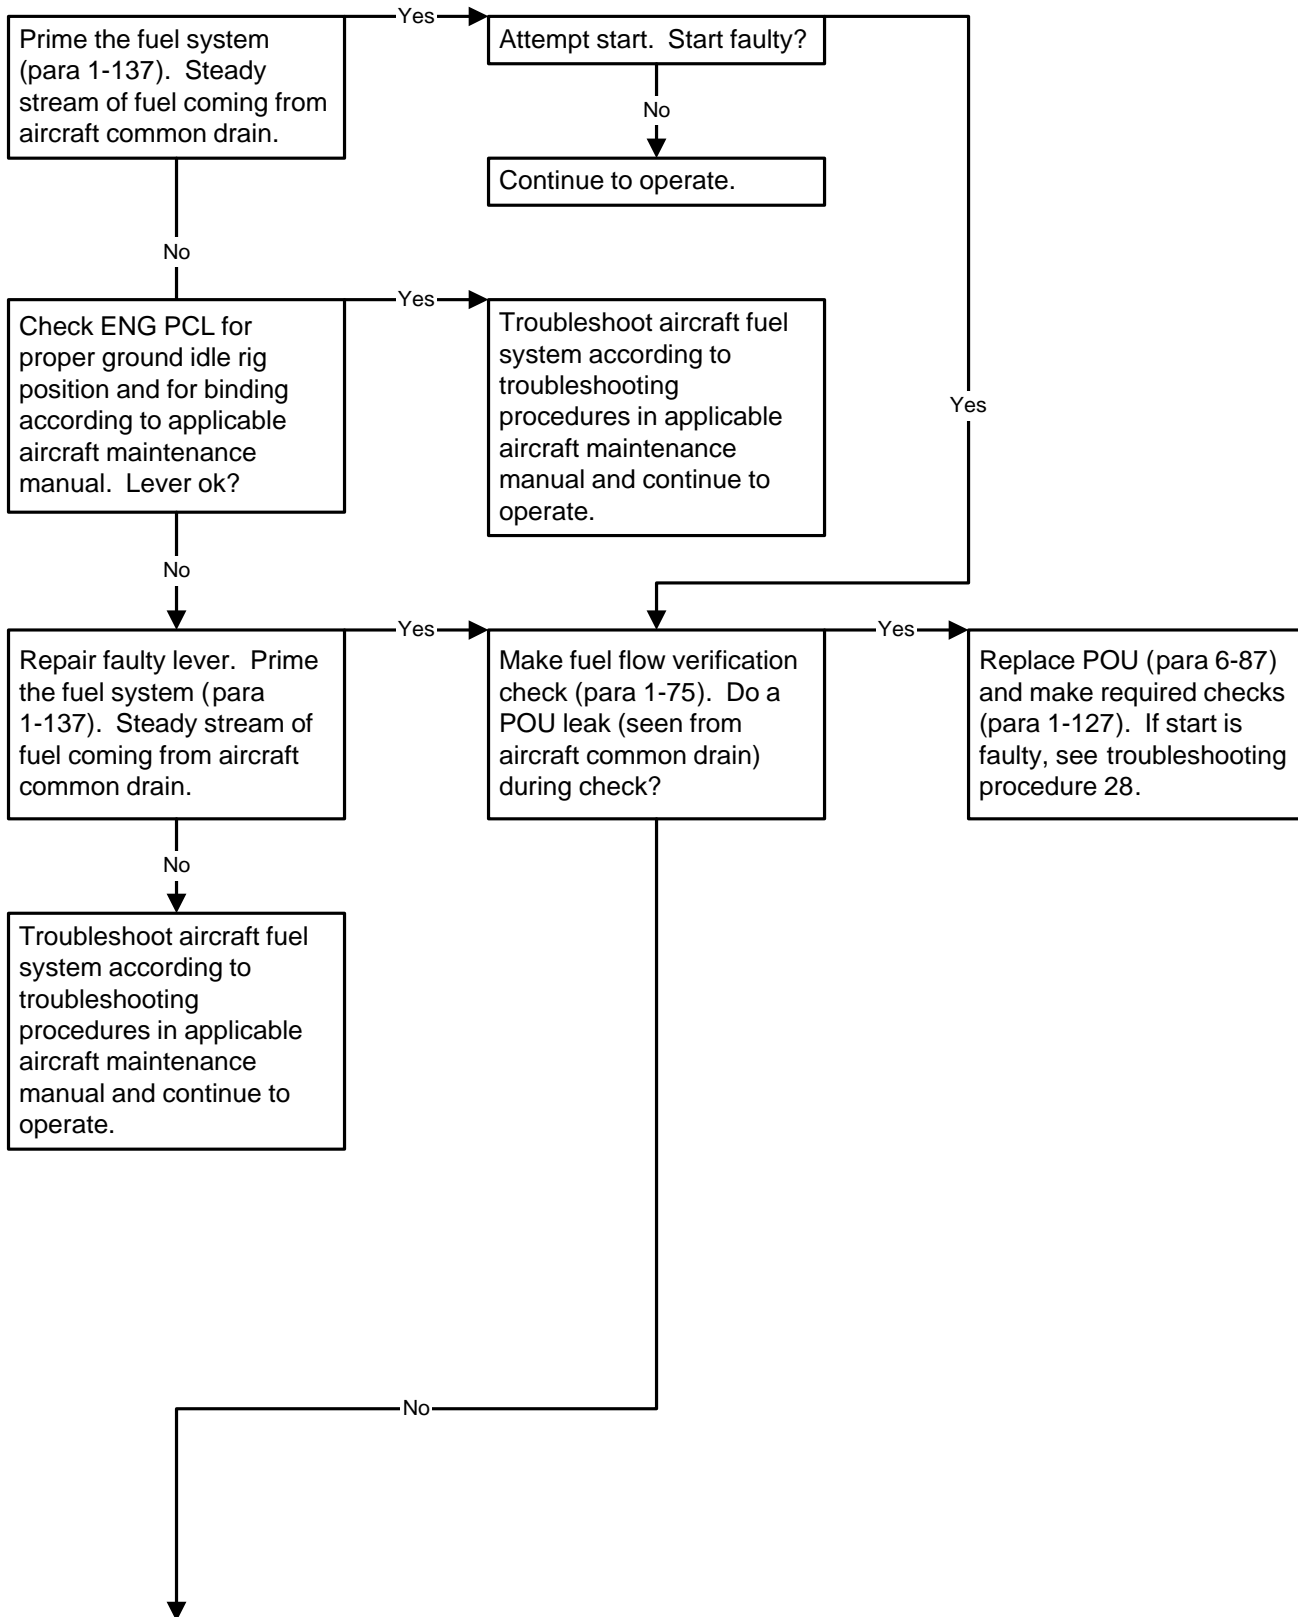 Prime the fuel system
(para 1-137).  Steady
stream of fuel coming from
aircraft common drain.
Yes
Attempt start.  Start faulty?
No
Continue to operate.
Yes
No
Check ENG PCL for
proper ground idle rig
position and for binding
according to applicable
aircraft maintenance
manual.  Lever ok?
Yes
Troubleshoot aircraft fuel
system according to
troubleshooting
procedures in applicable
aircraft maintenance
manual and continue to
operate.
No
Repair faulty lever.  Prime
the fuel system (para
1-137).  Steady stream of
fuel coming from aircraft
common drain.
Yes
Make fuel flow verification
check (para 1-75).  Do a
POU leak (seen from
aircraft common drain)
during check?
Yes
Replace POU (para 6-87)
and make required checks
(para 1-127).  If start is
faulty, see troubleshooting
procedure 28.
No
Troubleshoot aircraft fuel
system according to
troubleshooting
procedures in applicable
aircraft maintenance
manual and continue to
operate.
No